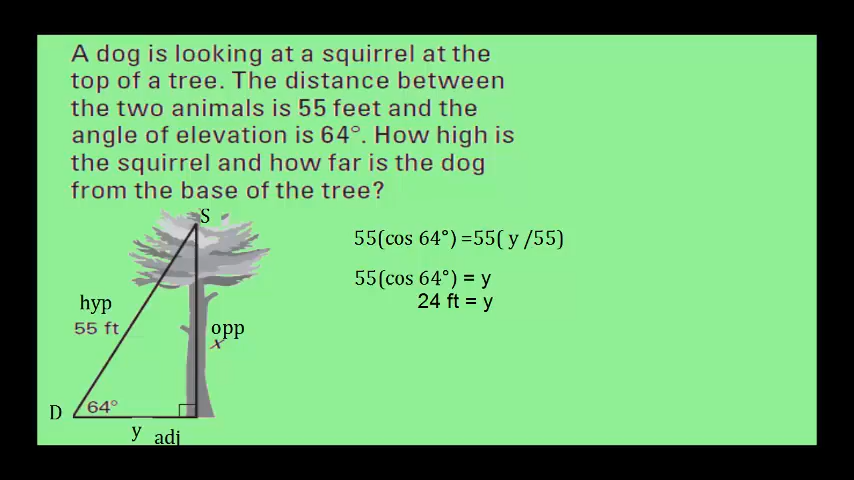 A dog is looking at a squirrel at the
top of a tree. The distance between
the two animals is 55 feet and the
angle of elevation is 64°. How high is
the squirrel and how far is the dog
from the base of the tree?
S
55(cos 64°) =55( y /55)
55(cos 64°) = y
24 ft = y
hyp
55 ft
opp
x
D
64°
y
adj